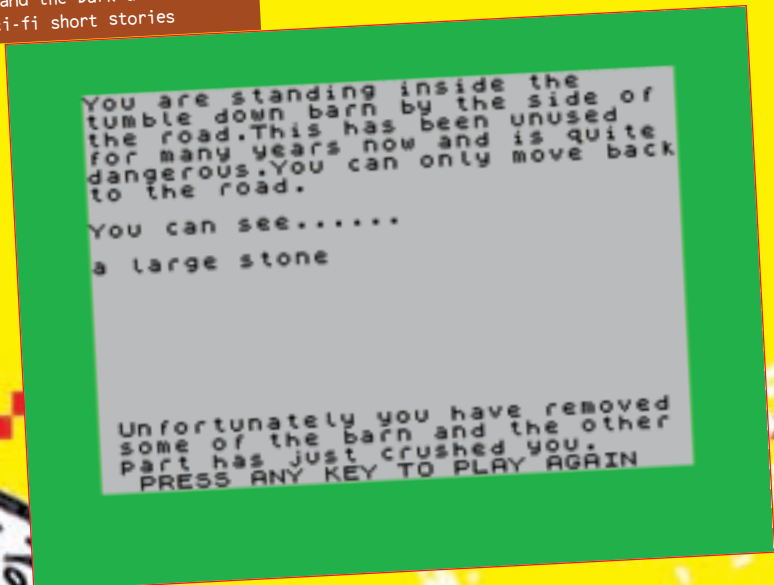 and the Dark
sci-fi short stories
You are standing inside the
tumble down barn by the side of
the road.This has been unused
for many years now and is quite
dangerous.You can only move back
to the road.
You can see......
a large stone
Unfortunately you have removed
some of the barn and the other
part has just crushed you.
PRESS ANY KEY TO PLAY AGAIN